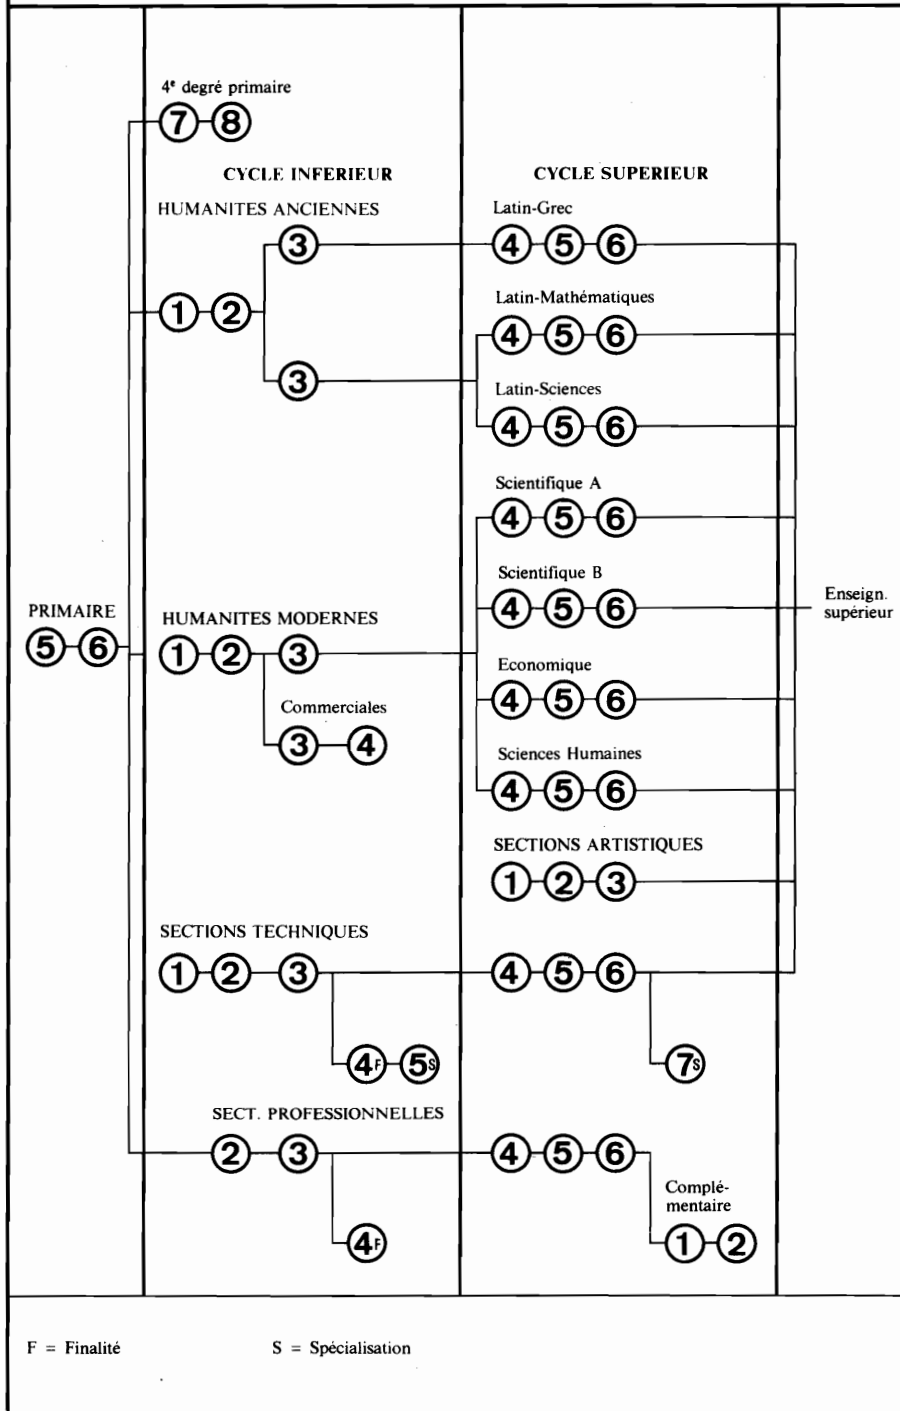 4e degré primaire
7 8
CYCLE INFERIEUR
CYCLE SUPERIEUR
HUMANITES ANCIENNES
Latin-Grec
3
4 5 6
1 2
Latin-Mathématiques
4 5 6
3
Latin-Sciences
4 5 6
Scientifique A
4 5 6
Scientifique B
4 5 6
Enseign.
supérieur
PRIMAIRE
5 6
HUMANITES MODERNES
1 2 3
Economique
4 5 6
Commerciales
3 4
Sciences Humaines
4 5 6
SECTIONS ARTISTIQUES
1 2 3
SECTIONS TECHNIQUES
1 2 3
4 5 6
4F 5S
7S
SECT. PROFESSIONNELLES
2 3
4 5 6
Complé-
mentaire
4F
1 2
F = Finalité
S = Spécialisation